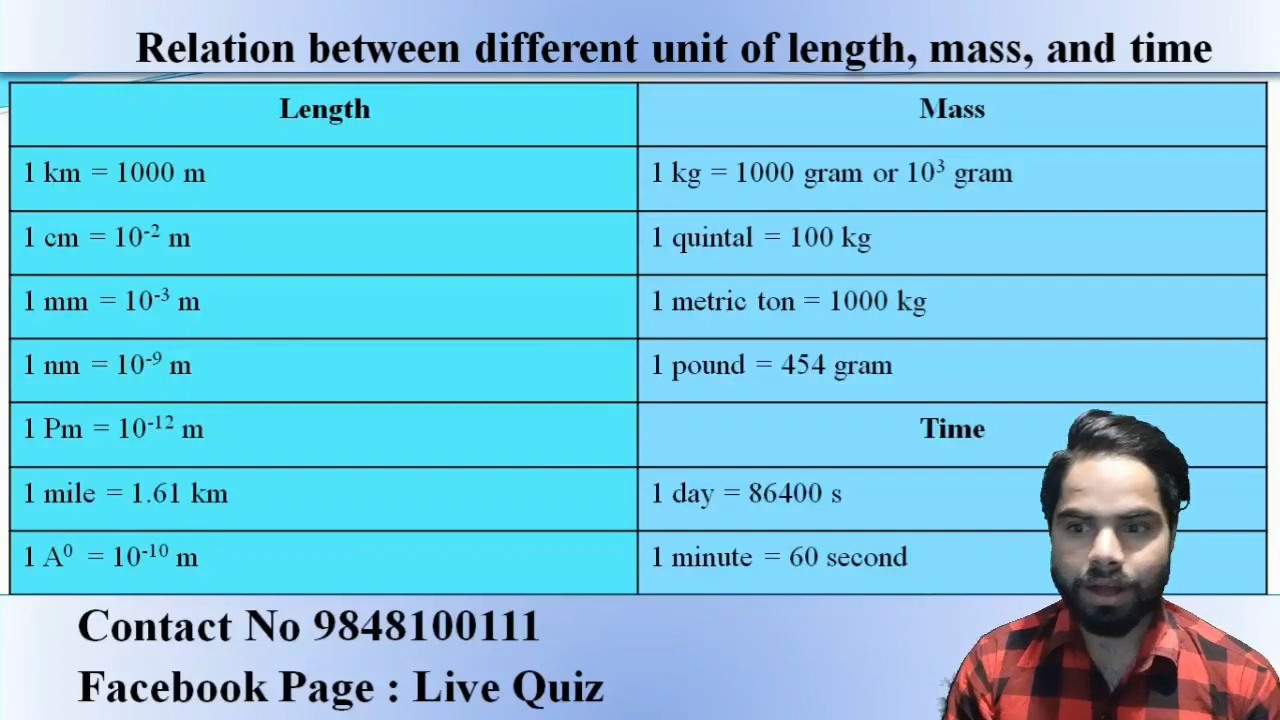 Relation between different unit of length, mass, and time
Length
Mass
1 km = 1000 m
1 kg = 1000 gram or 10³ gram
1 cm = 10⁻² m
1 quintal = 100 kg
1 mm = 10⁻³ m
1 metric ton = 1000 kg
1 nm = 10⁻⁹ m
1 pound = 454 gram
1 Pm = 10⁻¹² m
Time
1 mile = 1.61 km
1 day = 86400 s
1 A⁰ = 10⁻¹⁰ m
1 minute = 60 second
Contact No 9848100111
Facebook Page : Live Quiz